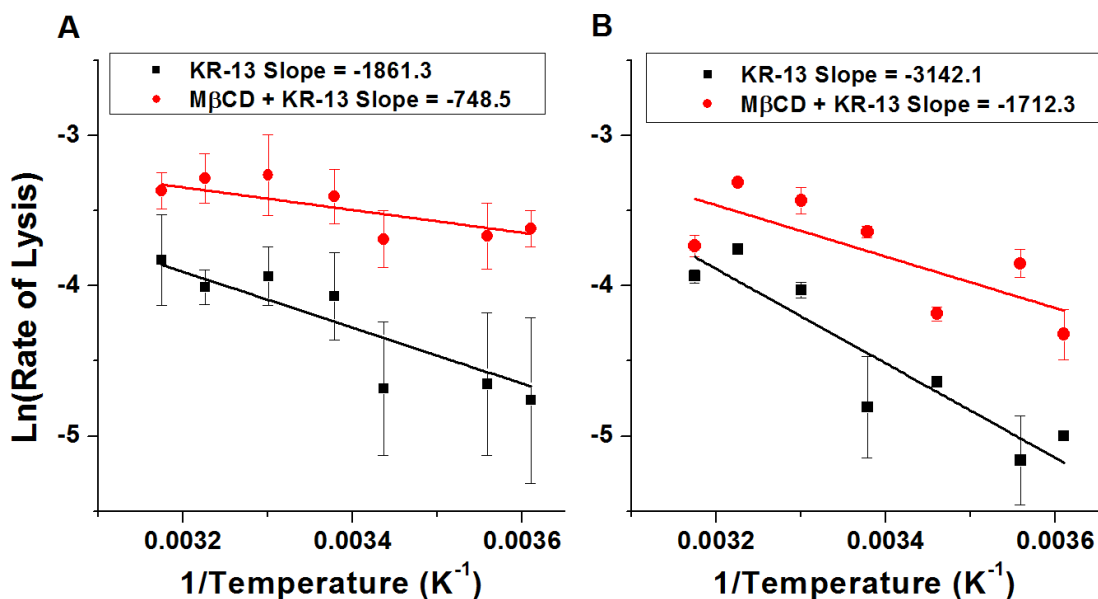 A
KR-13 Slope = -1861.3
MβCD + KR-13 Slope = -748.5
B
KR-13 Slope = -3142.1
MβCD + KR-13 Slope = -1712.3
Ln(Rate of Lysis)
-3
-4
-5
-3
-4
-5
0.0032 0.0034 0.0036
0.0032 0.0034 0.0036
1/Temperature (K⁻¹)
1/Temperature (K⁻¹)